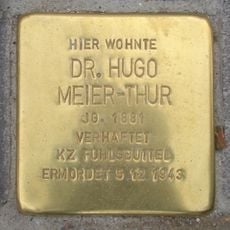 HIER WOHNTE
DR. HUGO
MEIER-THUR
JG. 1881
VERHAFTET
KZ FUHLSBÜTTEL
ERMORDET 5.12.1943